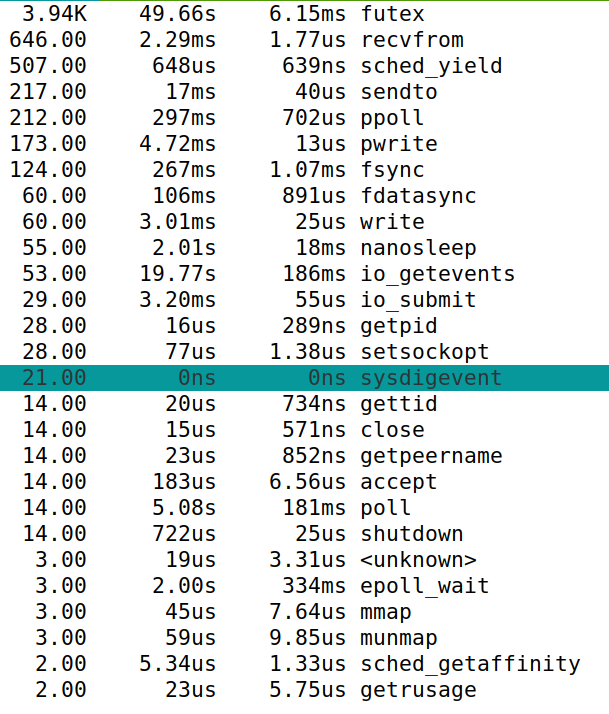 3.94K 49.66s 6.15ms futex
646.00 2.29ms 1.77us recvfrom
507.00 648us 639ns sched_yield
217.00 17ms 40us sendto
212.00 297ms 702us ppoll
173.00 4.72ms 13us pwrite
124.00 267ms 1.07ms fsync
60.00 106ms 891us fdatasync
60.00 3.01ms 25us write
55.00 2.01s 18ms nanosleep
53.00 19.77s 186ms io_getevents
29.00 3.20ms 55us io_submit
28.00 16us 289ns getpid
28.00 77us 1.38us setsockopt
21.00 0ns 0ns sysdigevent
14.00 20us 734ns gettid
14.00 15us 571ns close
14.00 23us 852ns getpeername
14.00 183us 6.56us accept
14.00 5.08s 181ms poll
14.00 722us 25us shutdown
3.00 19us 3.31us <unknown>
3.00 2.00s 334ms epoll_wait
3.00 45us 7.64us mmap
3.00 59us 9.85us munmap
2.00 5.34us 1.33us sched_getaffinity
2.00 23us 5.75us getrusage